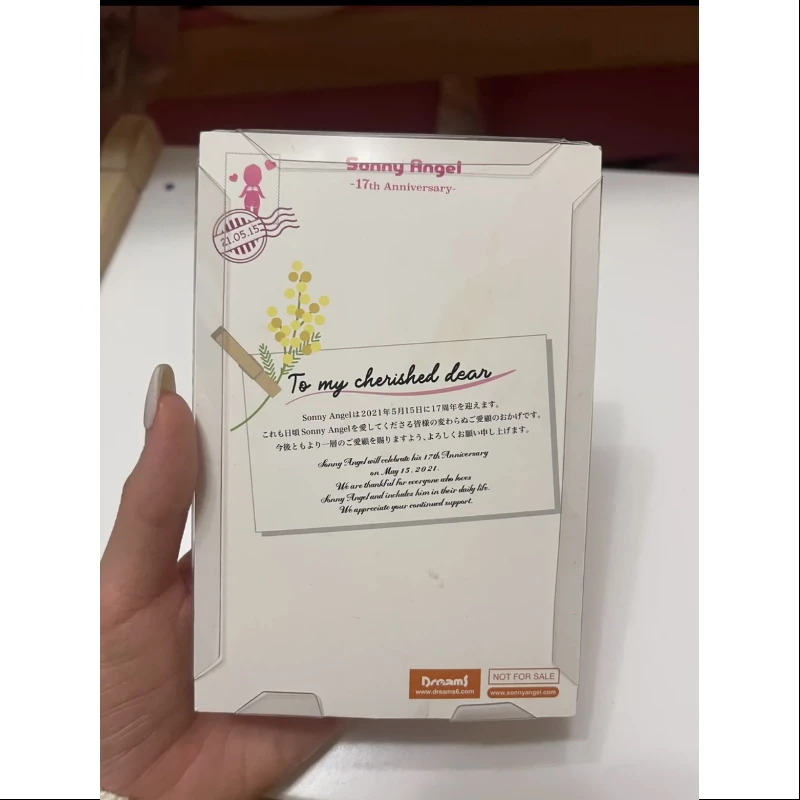 Sonny Angel
-17th Anniversary-
21.05.15
To my cherished dear
Sonny Angelは2021年5月15日に17周年を迎えます。
これも日頃Sonny Angelを愛してくださる皆様の変わらぬご愛顧のおかげです。
今後ともより一層のご愛顧を賜りますよう、よろしくお願い申し上げます。
Sonny Angel will celebrate his 17th Anniversary
on May 15, 2021.
We are thankful for everyone who loves
Sonny Angel and includes him in their daily life.
We appreciate your continued support.
Dreams
www.dreams6.com
NOT FOR SALE
www.sonnyangel.com